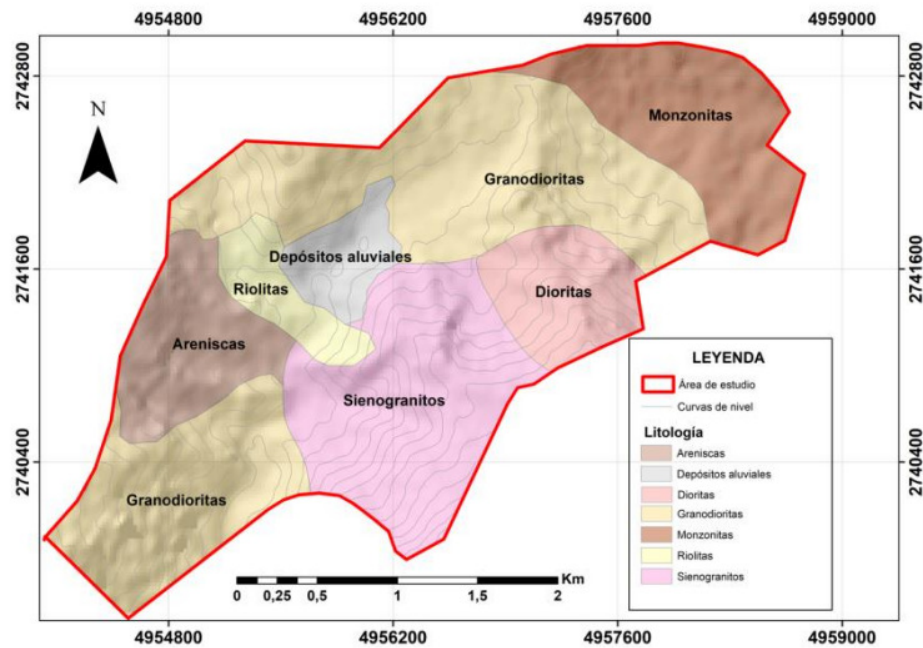 4954800 4956200 4957600 4959000
2742800 2742800
N
Monzonitas
Granodioritas
Depósitos aluviales
2741600 2741600
Riolitas
Dioritas
Areniscas
LEYENDA
Área de estudio
Sienogranitos
Curvas de nivel
Litología
Areniscas
2740400 2740400
Depósitos aluviales
Dioritas
Granodioritas
Granodioritas
Monzonitas
Riolitas
Sienogranitos
Km
0 0,25 0,5 1 1,5 2
4954800 4956200 4957600 4959000